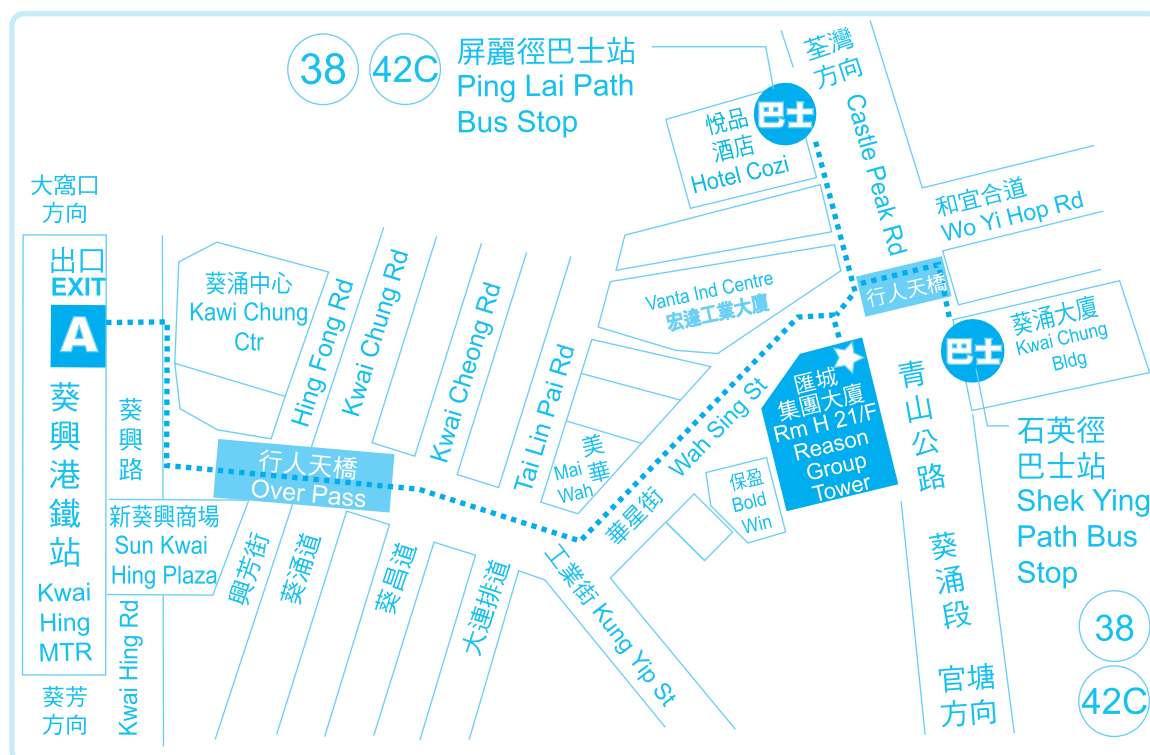 38
42C
屏麗徑巴士站
Ping Lai Path
Bus Stop
荃灣
方向
Castle Peak Rd
巴士
悅品
酒店
Hotel Cozi
和宜合道
Wo Yi Hop Rd
大窩口
方向
出口
EXIT
A
葵興港鐵站
Kwai
Hing
MTR
葵芳
方向
葵興路
Kwai Hing Rd
葵涌中心
Kawi Chung
Ctr
Hing Fong Rd
Kwai Chung Rd
Kwai Cheong Rd
Tai Lin Pai Rd
Vanta Ind Centre
宏達工業大廈
行人天橋
葵涌大廈
Kwai Chung
Bldg
巴士
匯城
集團大廈
Rm H 21/F
Reason
Group
Tower
青山公路
葵涌段
官塘
方向
行人天橋
Over Pass
新葵興商場
Sun Kwai
Hing Plaza
興芳街
葵涌道
葵昌道
大連排道
工業街 Kung Yip St
美華
Mai
Wah
華星街
Wah Sing St
保盈
Bold
Win
石英徑
巴士站
Shek Ying
Path Bus
Stop
38
42C